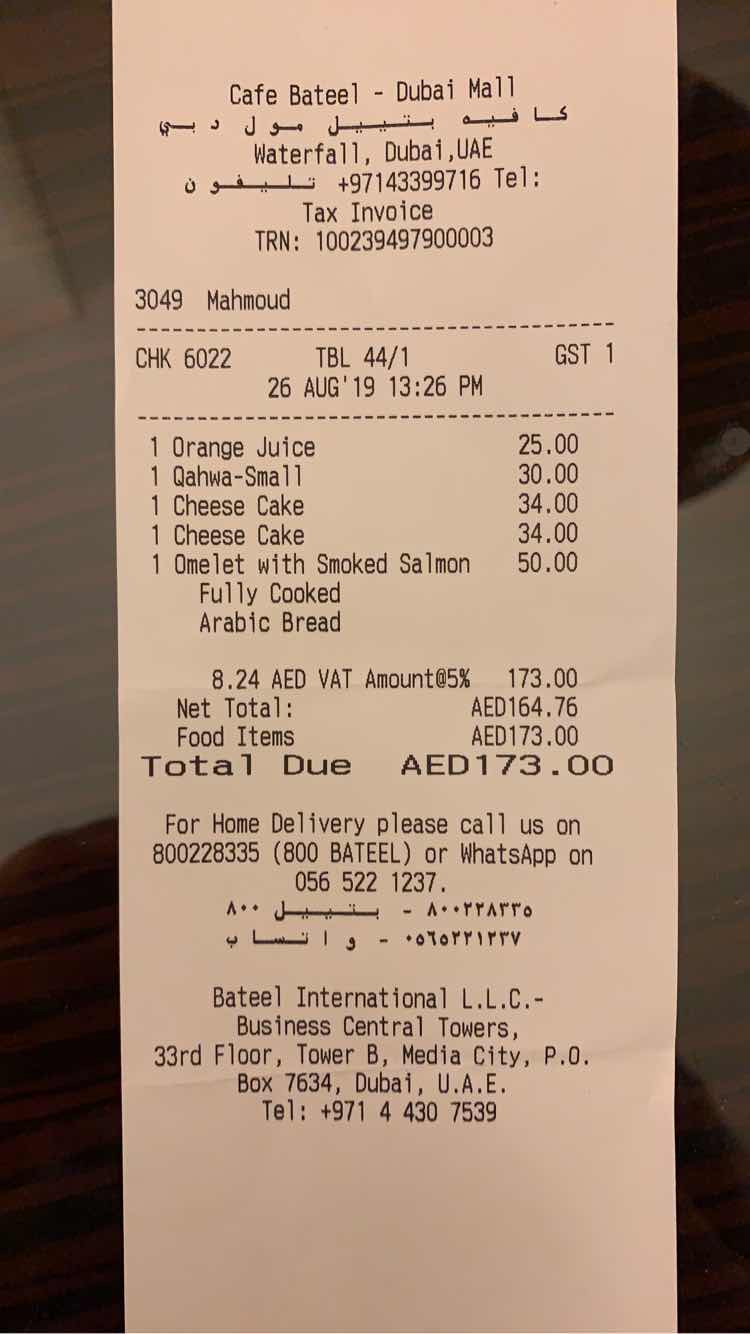 Cafe Bateel - Dubai Mall
كافيه بتييل مول دبي
Waterfall, Dubai,UAE
تليفون +97143399716 Tel:
Tax Invoice
TRN: 100239497900003
3049 Mahmoud
CHK 6022 TBL 44/1 GST 1
26 AUG'19 13:26 PM
1 Orange Juice 25.00
1 Qahwa-Small 30.00
1 Cheese Cake 34.00
1 Cheese Cake 34.00
1 Omelet with Smoked Salmon 50.00
Fully Cooked
Arabic Bread
8.24 AED VAT Amount@5% 173.00
Net Total: AED164.76
Food Items AED173.00
Total Due AED173.00
For Home Delivery please call us on
800228335 (800 BATEEL) or WhatsApp on
056 522 1237.
٨٠٠٢٢٨٣٣٥ - بتييل ٨٠٠
٠٥٦٥٢٢١٢٣٧ - واتساب
Bateel International L.L.C.-
Business Central Towers,
33rd Floor, Tower B, Media City, P.O.
Box 7634, Dubai, U.A.E.
Tel: +971 4 430 7539